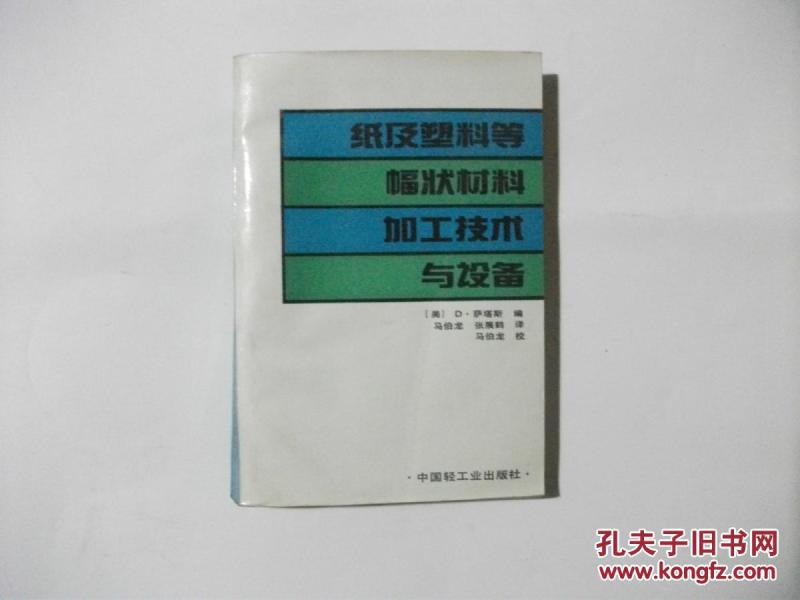 纸及塑料等
幅状材料
加工技术
与设备
［美］ D·萨塔斯 编
马伯龙 张展鹤 译
马伯龙 校
·中国轻工业出版社·
孔夫子旧书网
www.kongfz.com